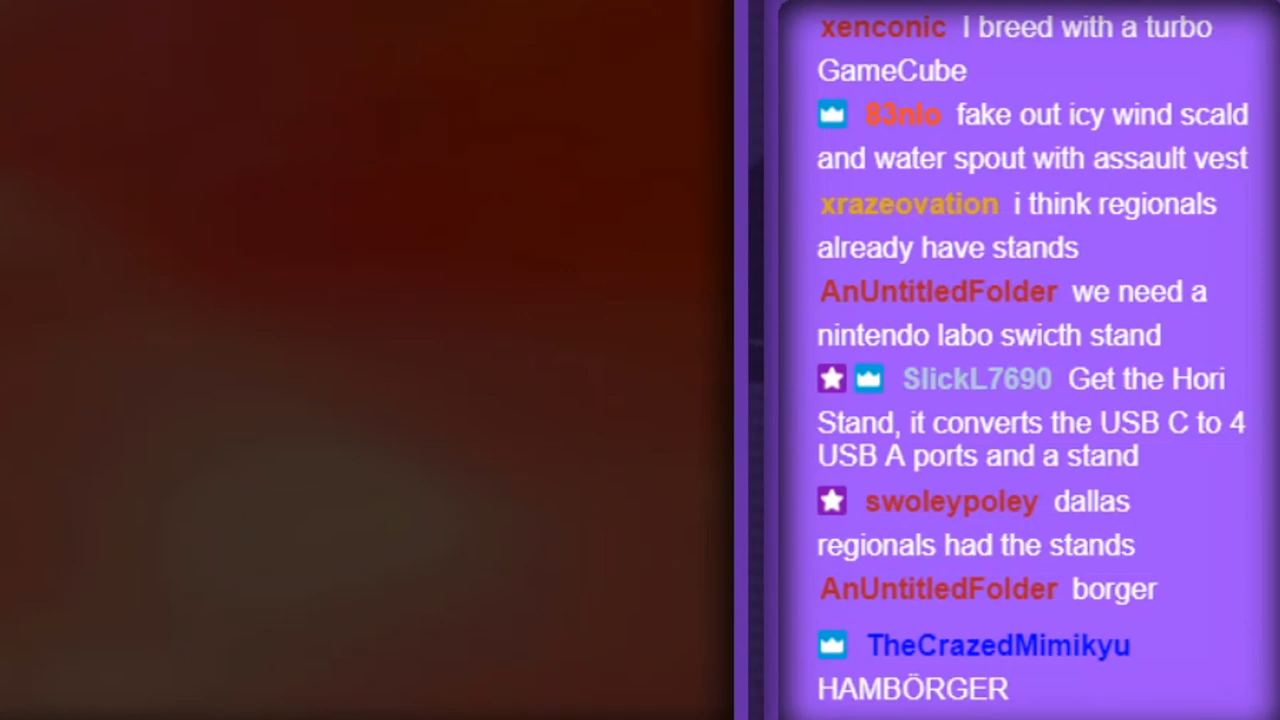 xenconic I breed with a turbo
GameCube
83nlo fake out icy wind scald
and water spout with assault vest
xrazeovation i think regionals
already have stands
AnUntitledFolder we need a
nintendo labo swicth stand
SlickL7690 Get the Hori
Stand, it converts the USB C to 4
USB A ports and a stand
swoleypoley dallas
regionals had the stands
AnUntitledFolder borger
TheCrazedMimikyu
HAMBÖRGER